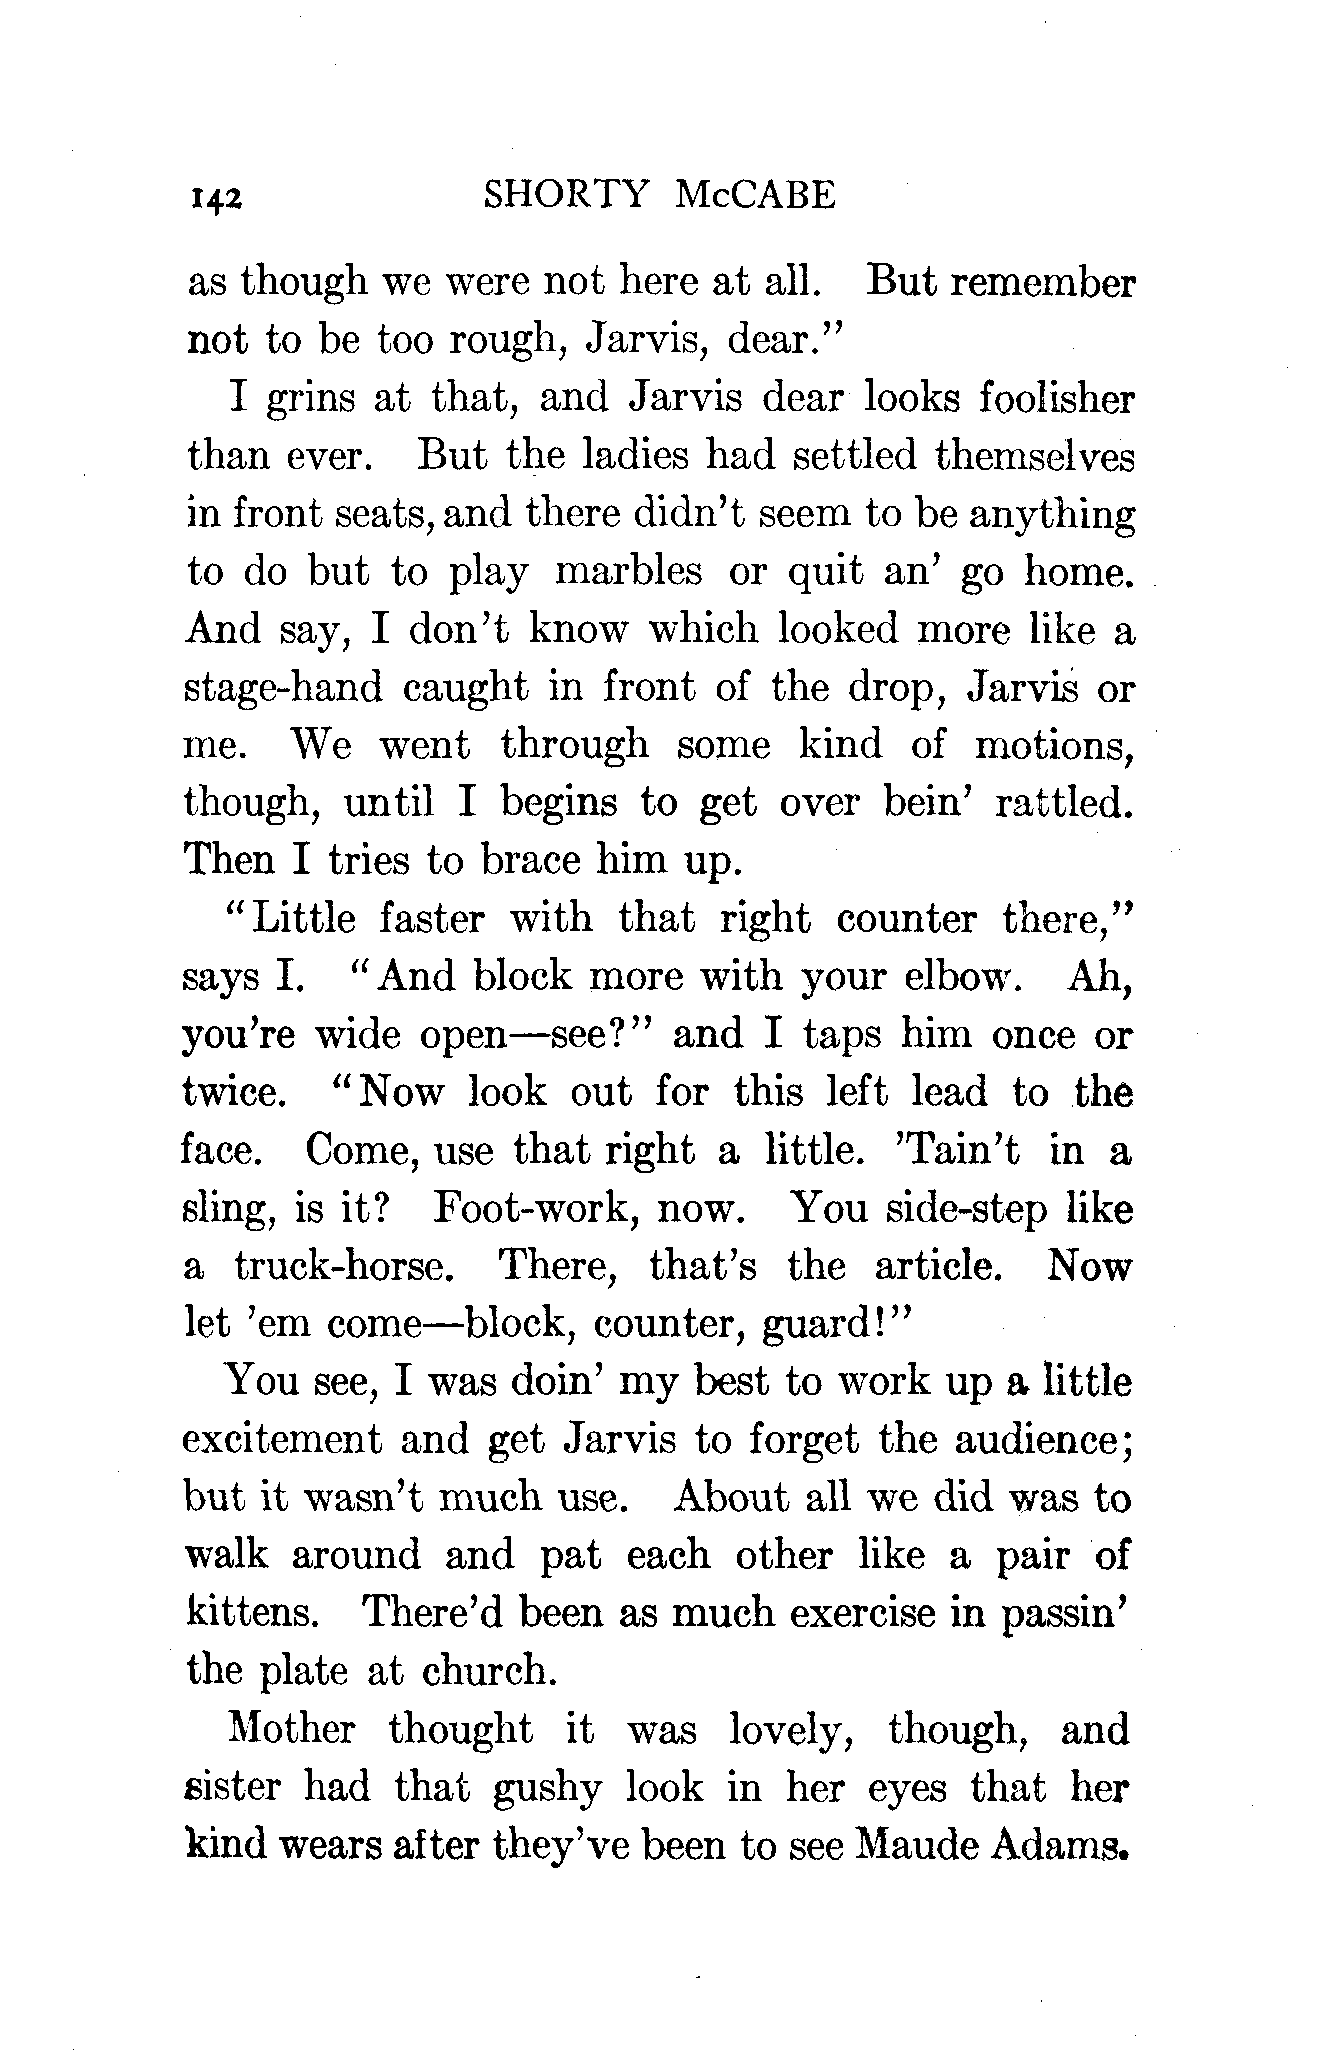 142 SHORTY McCABE
as though we were not here at all. But remember
not to be too rough, Jarvis, dear."
I grins at that, and Jarvis dear looks foolisher
than ever. But the ladies had settled themselves
in front seats, and there didn't seem to be anything
to do but to play marbles or quit an' go home.
And say, I don't know which looked more like a
stage-hand caught in front of the drop, Jarvis or
me. We went through some kind of motions,
though, until I begins to get over bein' rattled.
Then I tries to brace him up.
"Little faster with that right counter there,"
says I. "And block more with your elbow. Ah,
you're wide open—see?" and I taps him once or
twice. "Now look out for this left lead to the
face. Come, use that right a little. 'Tain't in a
sling, is it? Foot-work, now. You side-step like
a truck-horse. There, that's the article. Now
let 'em come—block, counter, guard!"
You see, I was doin' my best to work up a little
excitement and get Jarvis to forget the audience;
but it wasn't much use. About all we did was to
walk around and pat each other like a pair of
kittens. There'd been as much exercise in passin'
the plate at church.
Mother thought it was lovely, though, and
sister had that gushy look in her eyes that her
kind wears after they've been to see Maude Adams.